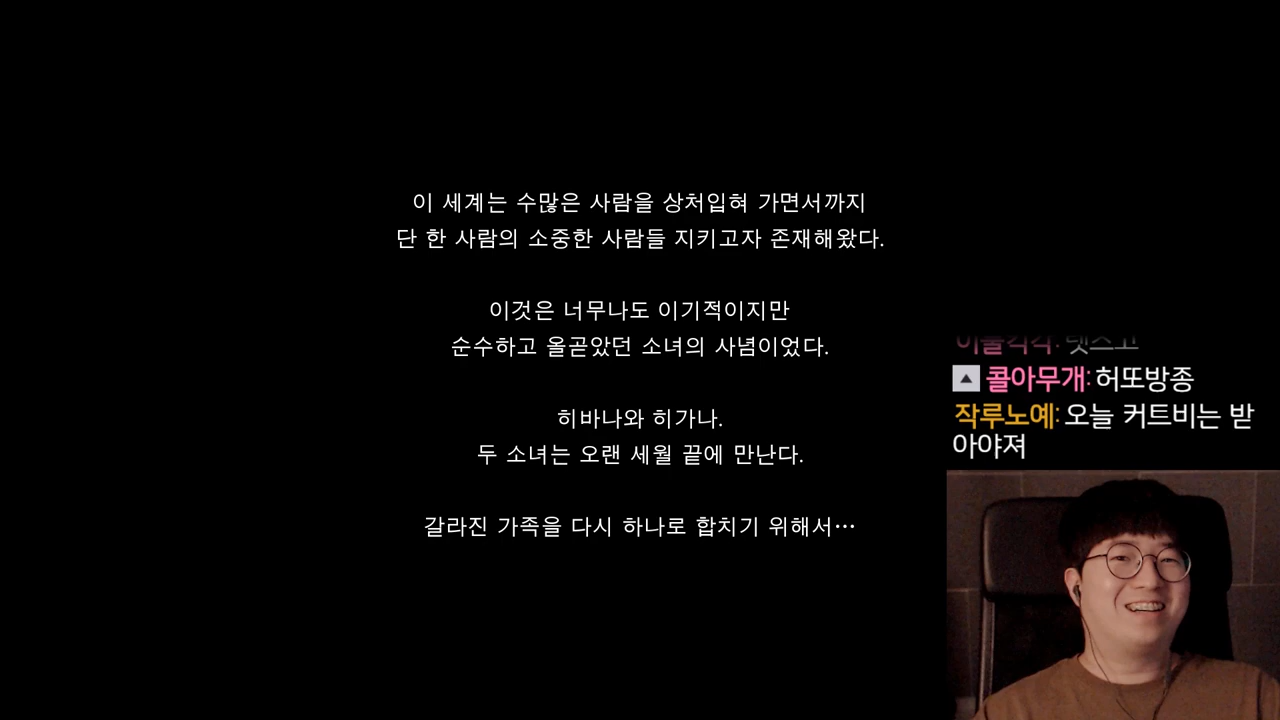 이 세계는 수많은 사람을 상처입혀 가면서까지
단 한 사람의 소중한 사람들 지키고자 존재해왔다.
이것은 너무나도 이기적이지만
순수하고 올곧았던 소녀의 사념이었다.
히바나와 히가나.
두 소녀는 오랜 세월 끝에 만난다.
갈라진 가족을 다시 하나로 합치기 위해서…
콜아무개: 허또방종
작루노예: 오늘 커트비는 받
아야져